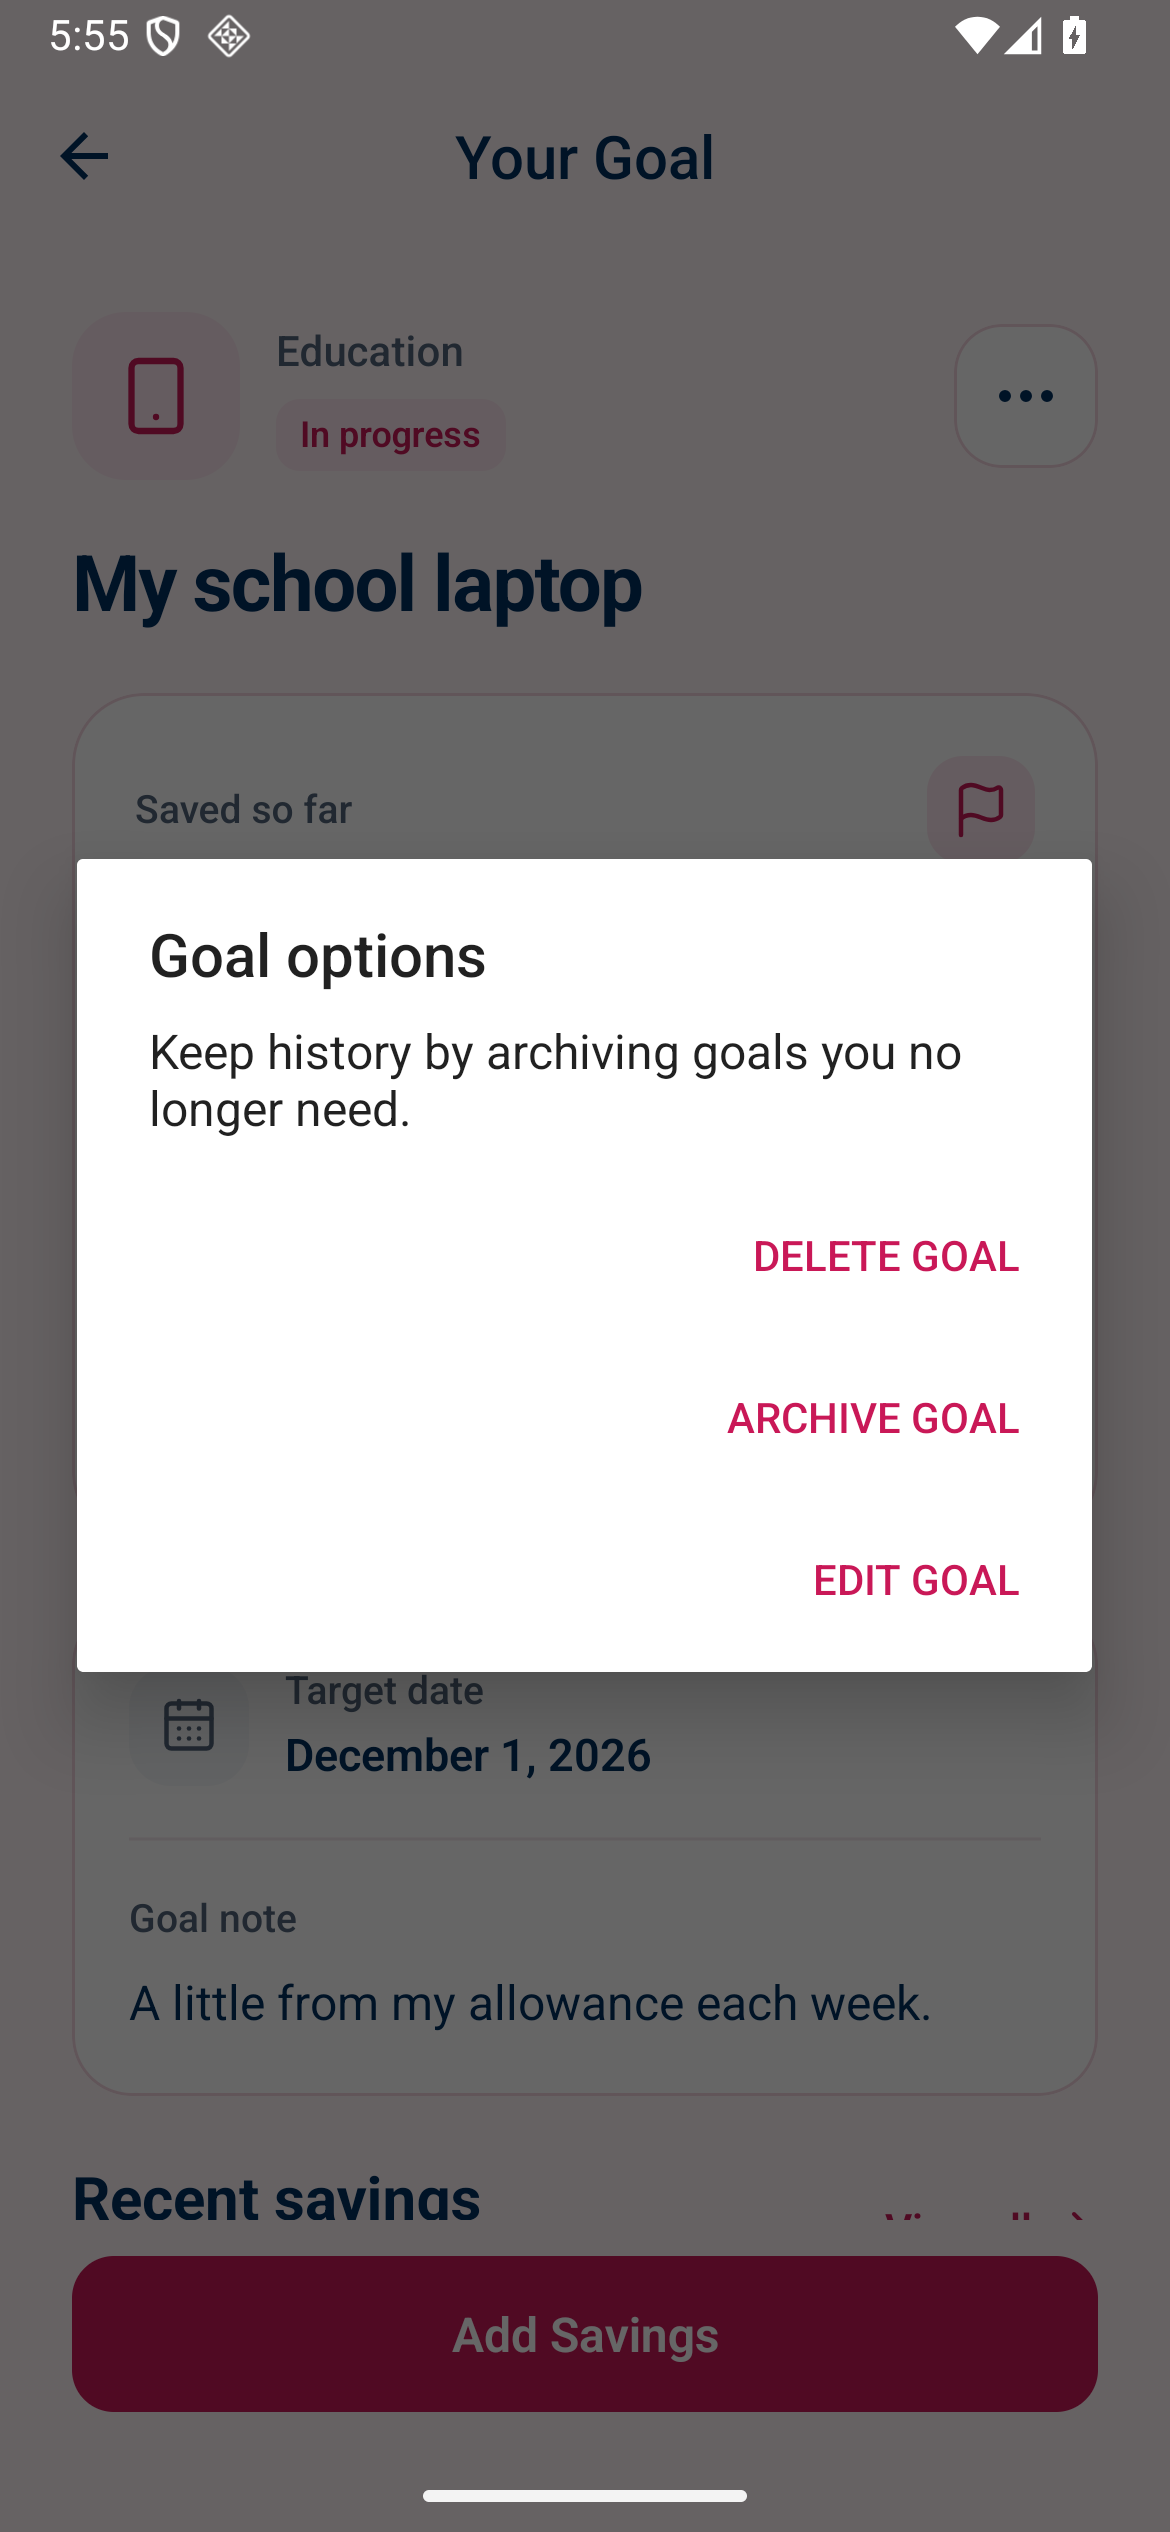 5:55
Your Goal
Education
In progress
My school laptop
Saved so far
Goal options
Keep history by archiving goals you no
longer need.
DELETE GOAL
ARCHIVE GOAL
EDIT GOAL
Target date
December 1, 2026
Goal note
A little from my allowance each week.
Recent savings
Add Savings